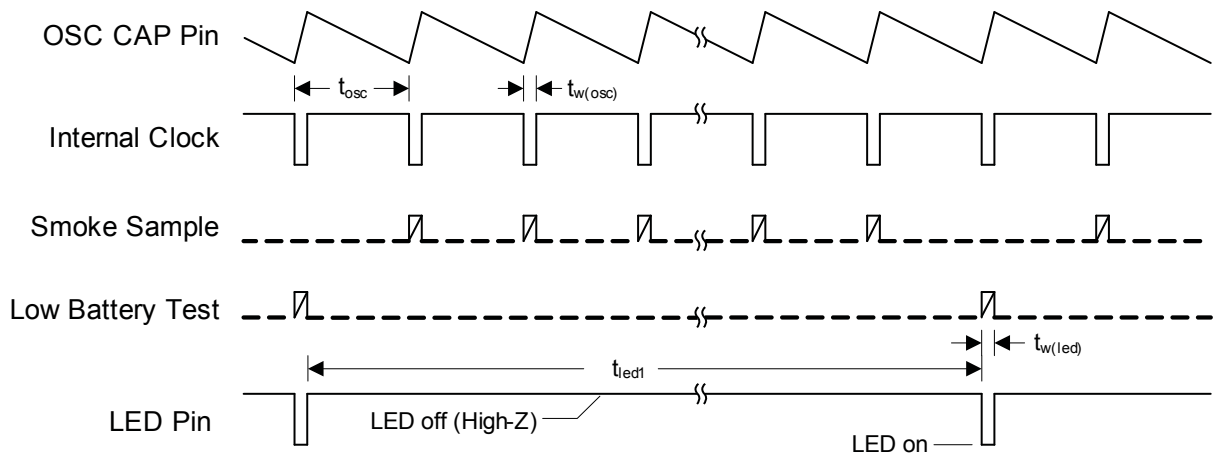 OSC CAP Pin
tosc
tw(osc)
Internal Clock
Smoke Sample
Low Battery Test
tw(led)
tled1
LED off (High-Z)
LED Pin
LED on